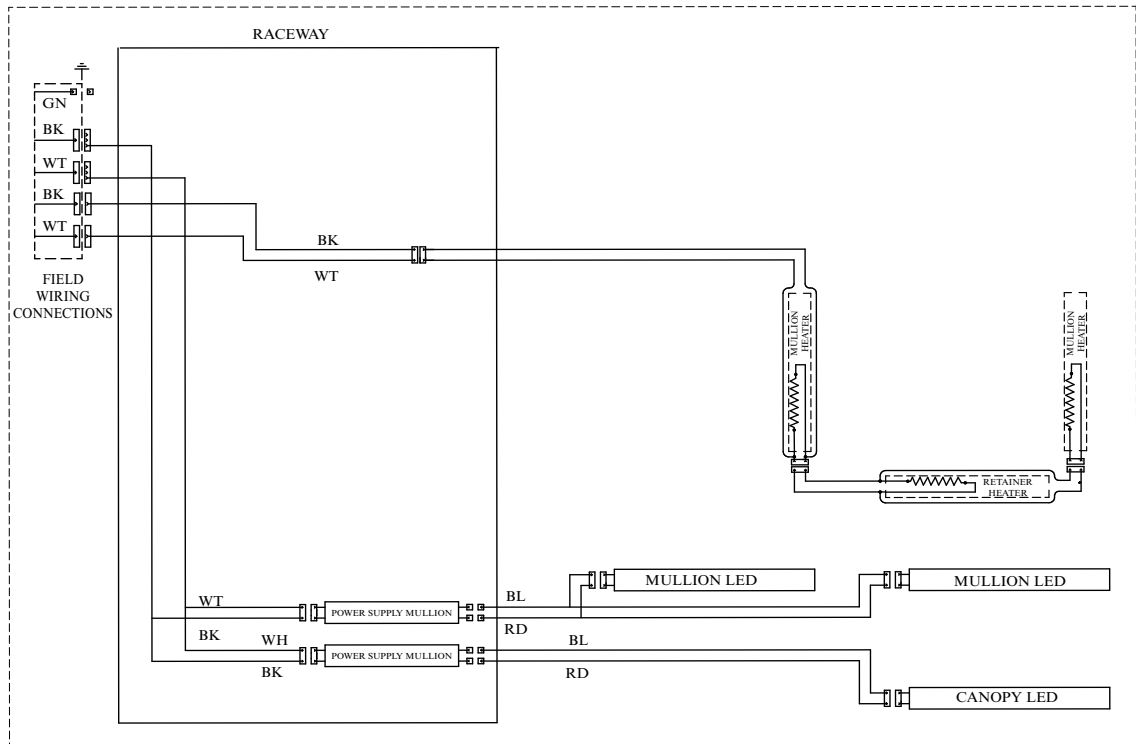 RACEWAY
GN
BK
WT
BK
WT
FIELD
WIRING
CONNECTIONS
BK
WT
MULLION
HEATER
MULLION
HEATER
RETAINER
HEATER
MULLION LED
MULLION LED
WT
POWER SUPPLY MULLION
BL
RD
BK
WH
BK
POWER SUPPLY MULLION
BL
RD
CANOPY LED